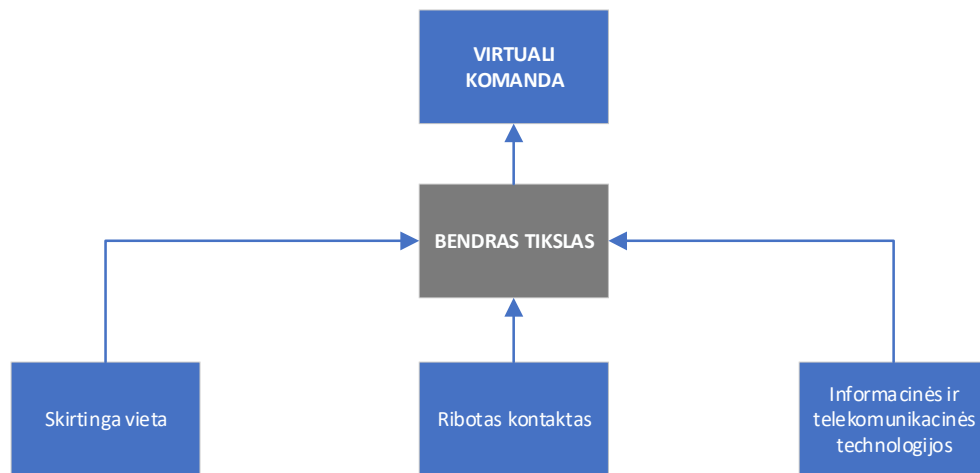 VIRTUALI
KOMANDA
BENDRAS TIKSLAS
Skirtinga vieta
Ribotas kontaktas
Informacinės ir
telekomunikacinės
technologijos